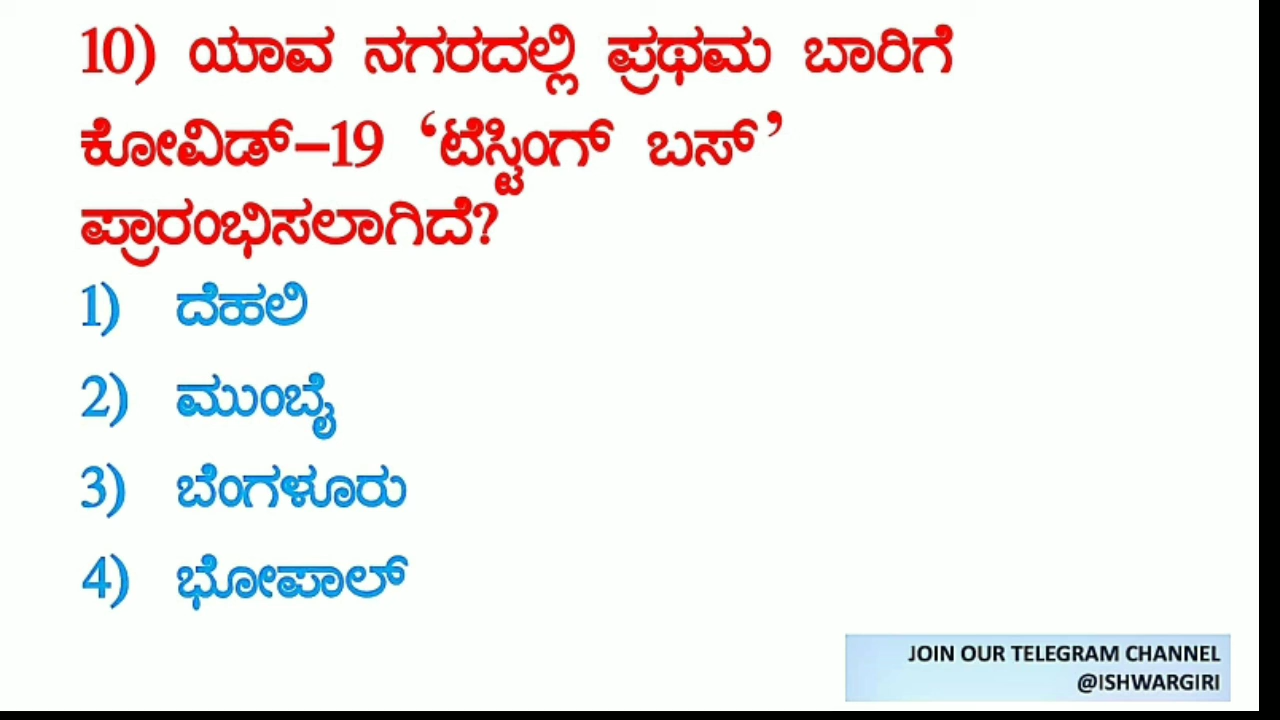 10) ಯಾವ ನಗರದಲ್ಲಿ ಪ್ರಥಮ ಬಾರಿಗೆ
ಕೋವಿಡ್-19 ‘ಟೆಸ್ಟಿಂಗ್ ಬಸ್’
ಪ್ರಾರಂಭಿಸಲಾಗಿದೆ?
1) ದೆಹಲಿ
2) ಮುಂಬೈ
3) ಬೆಂಗಳೂರು
4) ಭೋಪಾಲ್
JOIN OUR TELEGRAM CHANNEL
@ISHWARGIRI